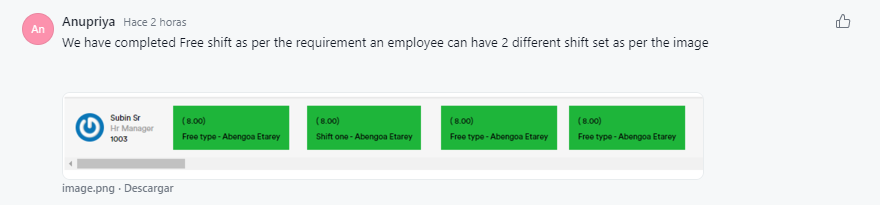 An
Anupriya Hace 2 horas
We have completed Free shift as per the requirement an employee can have 2 different shift set as per the image
Subin Sr
Hr Manager
1003
( 8.00)
Free type - Abengoa Etarey
( 8.00)
Shift one - Abengoa Etarey
( 8.00)
Free type - Abengoa Etarey
( 8.00)
Free type - Abengoa Etarey
image.png · Descargar